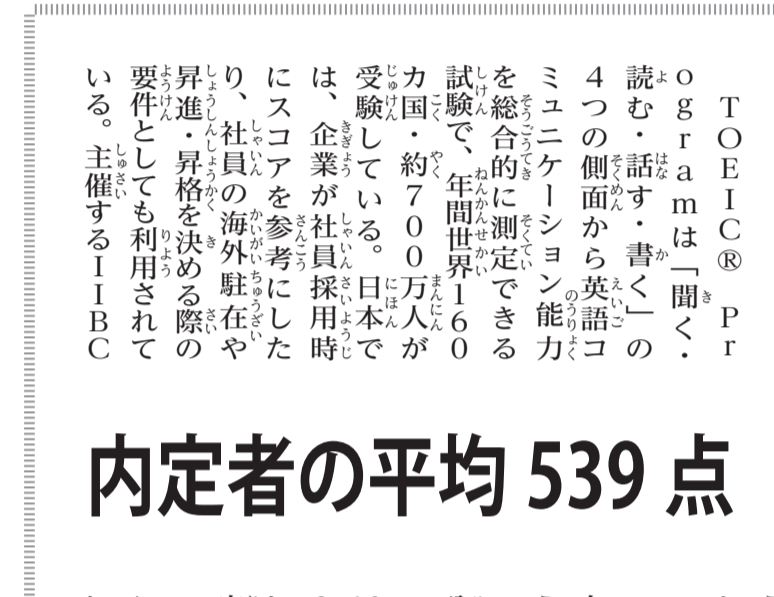 TOEIC® Pr
ogramは「聞く・
読む・話す・書く」の
4つの側面から英語コ
ミュニケーション能力
を総合的に測定できる
試験で、年間世界160
カ国・約700万人が
受験している。日本で
は、企業が社員採用時
にスコアを参考にした
り、社員の海外駐在や
昇進・昇格を決める際の
要件としても利用されて
いる。主催するIIBC
内定者の平均539点